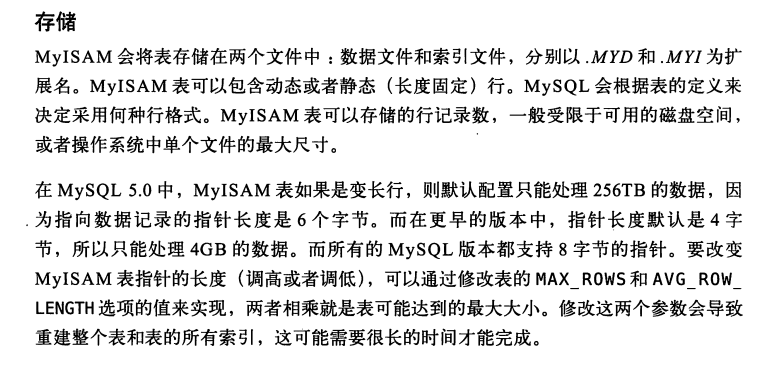 存储
MyISAM 会将表存储在两个文件中：数据文件和索引文件，分别以 .MYD 和 .MYI 为扩
展名。MyISAM 表可以包含动态或者静态（长度固定）行。MySQL 会根据表的定义来
决定采用何种行格式。MyISAM 表可以存储的行记录数，一般受限于可用的磁盘空间，
或者操作系统中单个文件的最大尺寸。
在 MySQL 5.0 中，MyISAM 表如果是变长行，则默认配置只能处理 256TB 的数据，因
为指向数据记录的指针长度是 6 个字节。而在更早的版本中，指针长度默认是 4 字
节，所以只能处理 4GB 的数据。而所有的 MySQL 版本都支持 8 字节的指针。要改变
MyISAM 表指针的长度（调高或者调低），可以通过修改表的 MAX_ROWS 和 AVG_ROW_
LENGTH 选项的值来实现，两者相乘就是表可能达到的最大大小。修改这两个参数会导致
重建整个表和表的所有索引，这可能需要很长的时间才能完成。